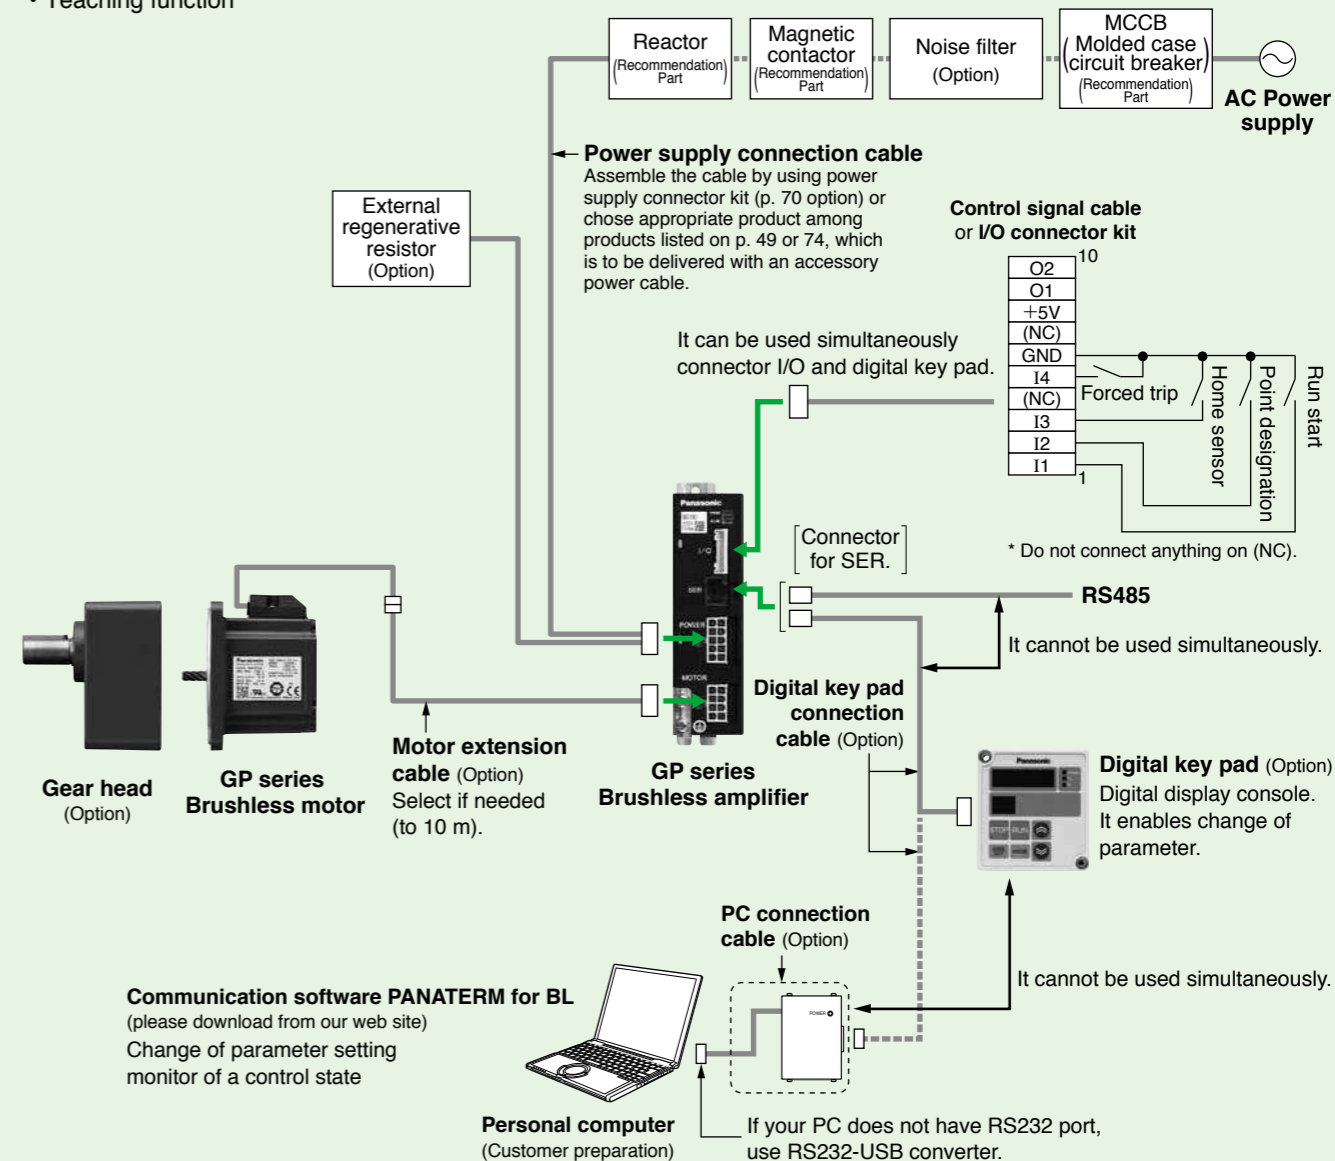 • Teaching function
Reactor
(Recommendation Part)
Magnetic
contactor
(Recommendation Part)
Noise filter
(Option)
MCCB
(Molded case
circuit breaker)
(Recommendation Part)
AC Power
supply
Power supply connection cable
Assemble the cable by using power
supply connector kit (p. 70 option) or
chose appropriate product among
products listed on p. 49 or 74, which
is to be delivered with an accessory
power cable.
External
regenerative
resistor
(Option)
Control signal cable
or I/O connector kit
10
O2
O1
+5V
(NC)
GND
I4
(NC)
I3
I2
I1
1
Forced trip
Home sensor
Point designation
Run start
* Do not connect anything on (NC).
It can be used simultaneously
connector I/O and digital key pad.
Panasonic
I/O
SER
POWER
MOTOR
[Connector
for SER.]
RS485
It cannot be used simultaneously.
Digital key pad
connection
cable (Option)
Gear head
(Option)
Panasonic
GP series
Brushless motor
Motor extension
cable (Option)
Select if needed
(to 10 m).
GP series
Brushless amplifier
Panasonic
STOP
RUN
Digital key pad (Option)
Digital display console.
It enables change of
parameter.
PC connection
cable (Option)
POWER
It cannot be used simultaneously.
Communication software PANATERM for BL
(please download from our web site)
Change of parameter setting
monitor of a control state
Personal computer
(Customer preparation)
If your PC does not have RS232 port,
use RS232-USB converter.